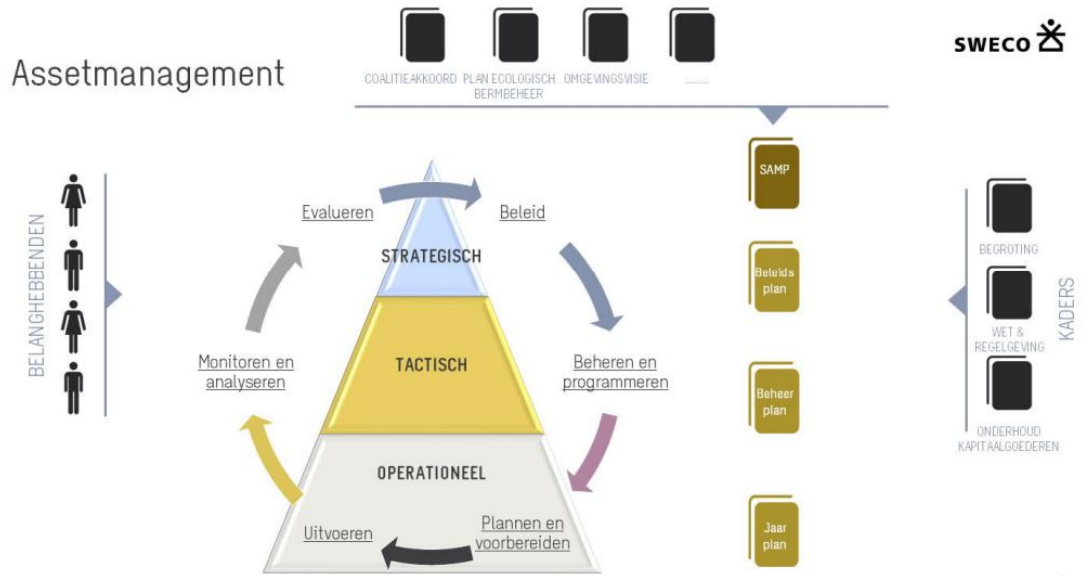 Assetmanagement
COALITIEAKKOORD
PLAN ECOLOGISCH
BERMBEHEER
OMGEVINGSVISIE
.........
SWECO
BELANGHEBBENDEN
Evalueren
Beleid
STRATEGISCH
Monitoren en
analyseren
TACTISCH
Beheren en
programmeren
OPERATIONEEL
Uitvoeren
Plannen en
voorbereiden
SAMP
Beleids
plan
Beheer
plan
Jaar
plan
BEGROTING
WET &
REGELGEVING
ONDERHOUD
KAPITAALGOEDEREN
KADERS